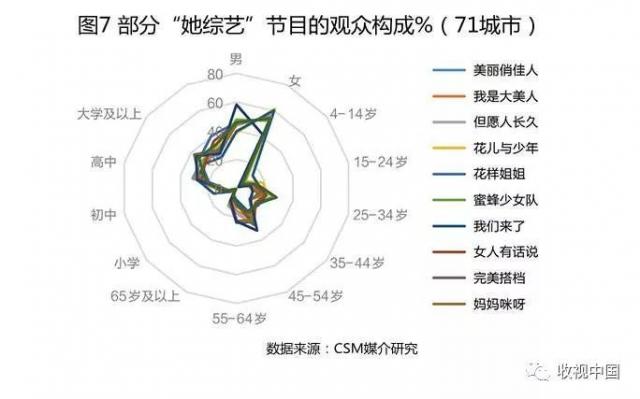 图7 部分“她综艺”节目的观众构成%（71城市）
男
女
4-14岁
15-24岁
25-34岁
35-44岁
45-54岁
55-64岁
65岁及以上
小学
初中
高中
大学及以上
80
60
40
20
0
美丽俏佳人
我是大美人
但愿人长久
花儿与少年
花样姐姐
蜜蜂少女队
我们来了
女人有话说
完美搭档
妈妈咪呀
数据来源：CSM媒介研究
收视中国